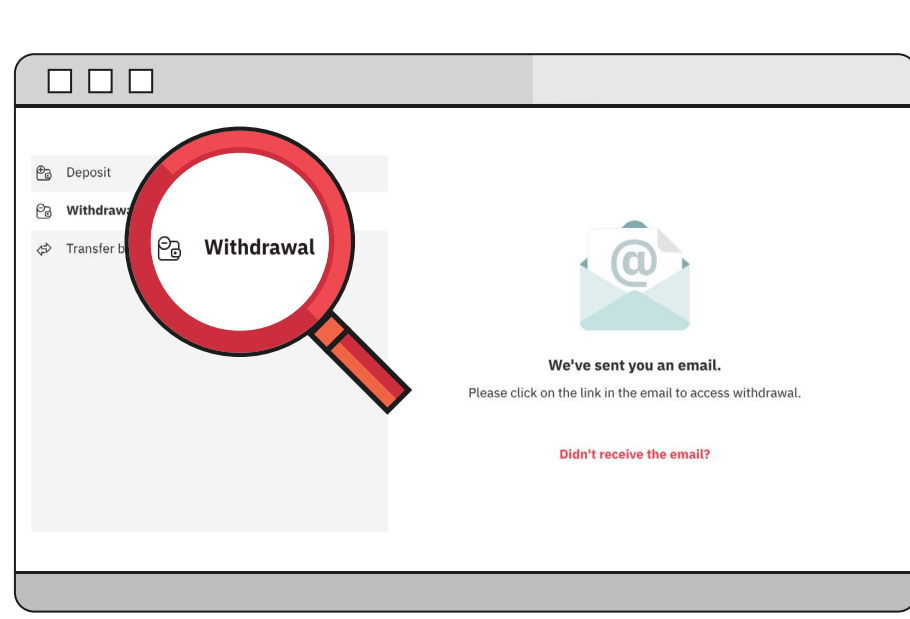 Deposit
Withdrawal
Transfer b
Withdrawal
We've sent you an email.
Please click on the link in the email to access withdrawal.
Didn't receive the email?